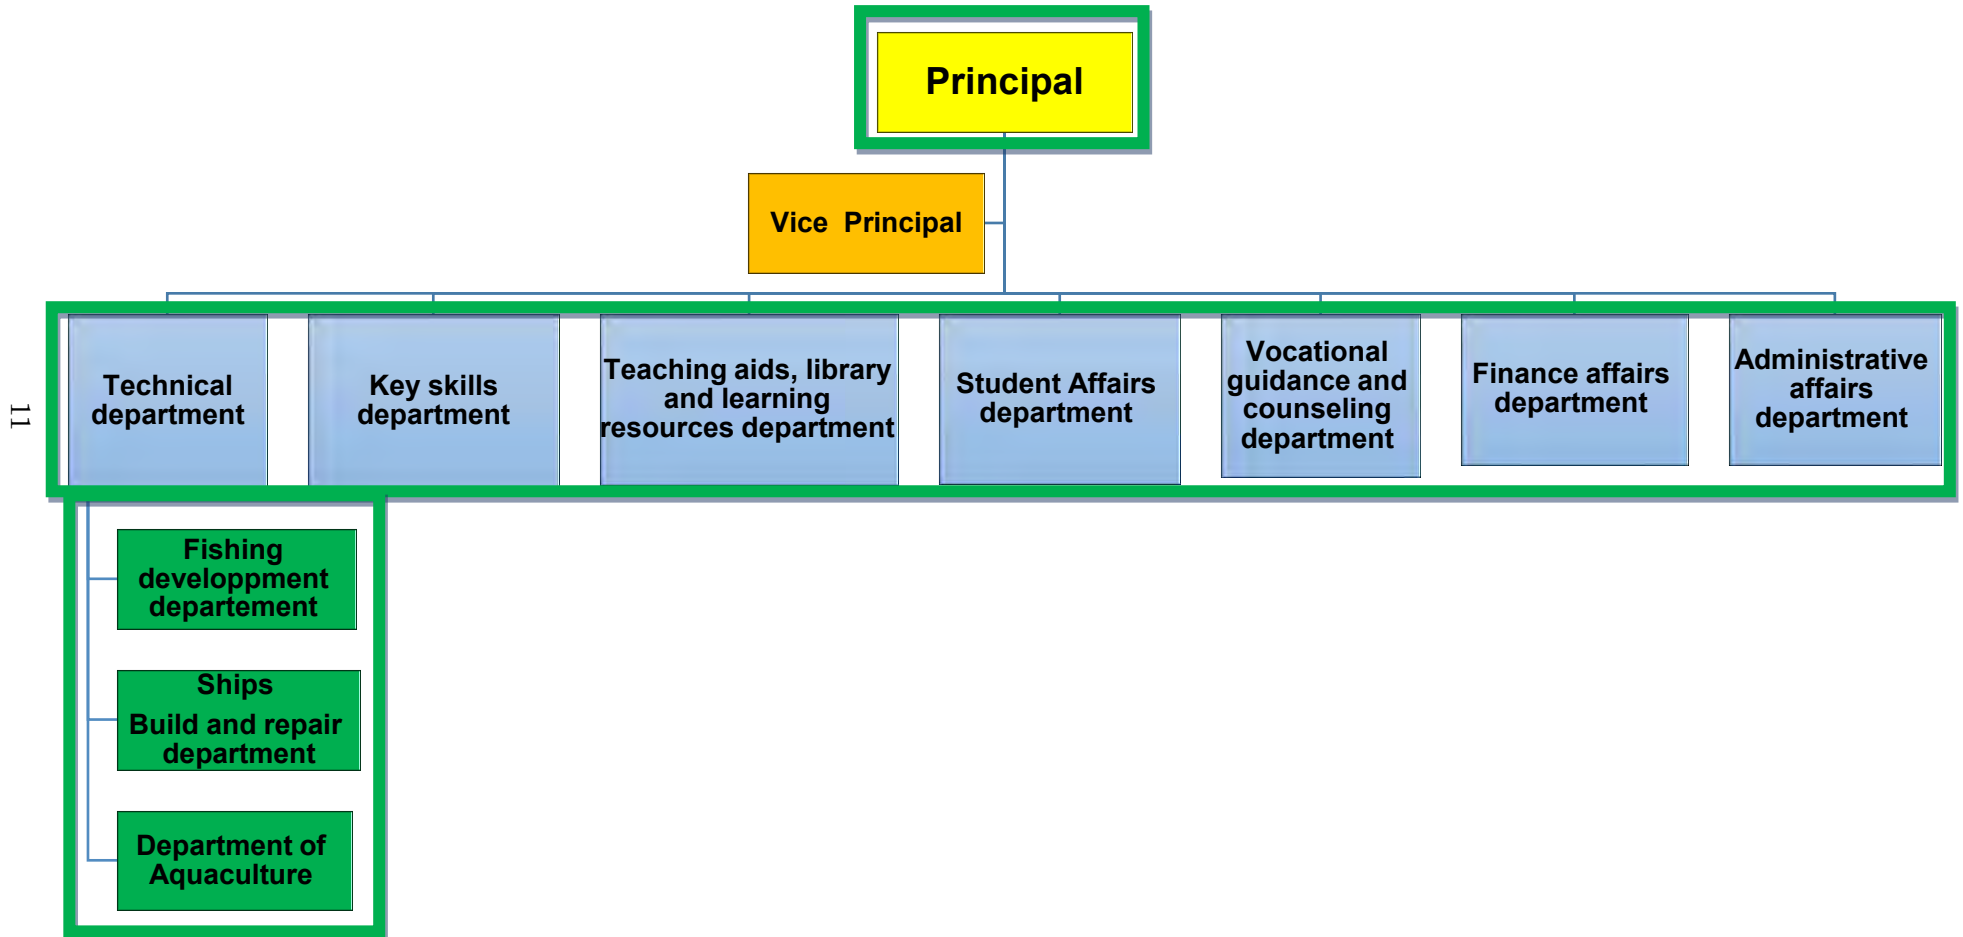 Principal
Vice Principal
Technical
department
Key skills
department
Teaching aids, library
and learning
resources department
Student Affairs
department
Vocational
guidance and
counseling
department
Finance affairs
department
Administrative
affairs
department
11
Fishing
developpment
departement
Ships
Build and repair
department
Department of
Aquaculture